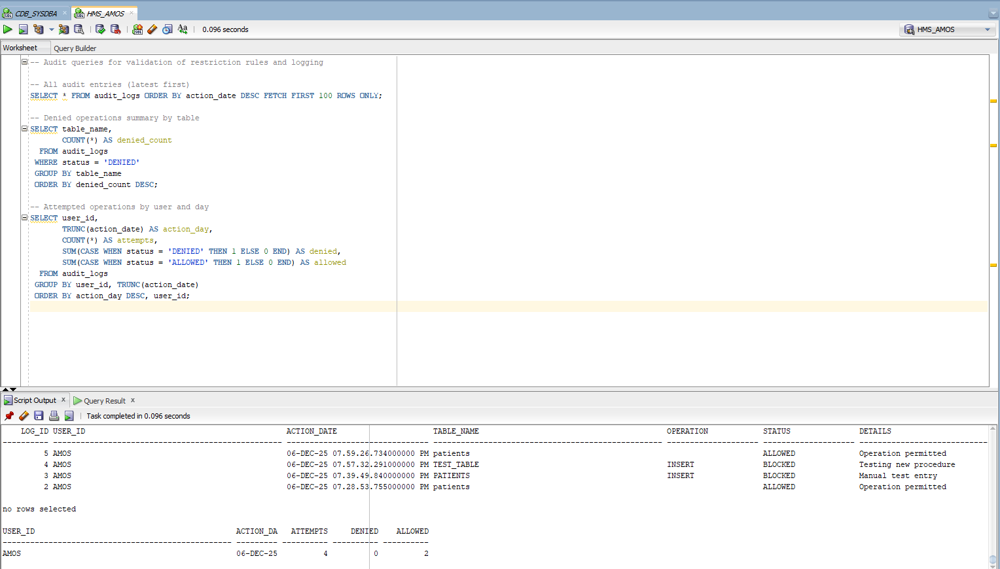 CDB_SYSDBA × HMS_AMOS ×
0.096 seconds HMS_AMOS
Worksheet Query Builder
-- Audit queries for validation of restriction rules and logging
-- All audit entries (latest first)
SELECT * FROM audit_logs ORDER BY action_date DESC FETCH FIRST 100 ROWS ONLY;
-- Denied operations summary by table
SELECT table_name,
COUNT(*) AS denied_count
FROM audit_logs
WHERE status = 'DENIED'
GROUP BY table_name
ORDER BY denied_count DESC;
-- Attempted operations by user and day
SELECT user_id,
TRUNC(action_date) AS action_day,
COUNT(*) AS attempts,
SUM(CASE WHEN status = 'DENIED' THEN 1 ELSE 0 END) AS denied,
SUM(CASE WHEN status = 'ALLOWED' THEN 1 ELSE 0 END) AS allowed
FROM audit_logs
GROUP BY user_id, TRUNC(action_date)
ORDER BY action_day DESC, user_id;
Script Output × Query Result ×
Task completed in 0.096 seconds
LOG_ID USER_ID ACTION_DATE TABLE_NAME OPERATION STATUS DETAILS
5 AMOS 06-DEC-25 07.59.26.734000000 PM patients ALLOWED Operation permitted
4 AMOS 06-DEC-25 07.57.32.291000000 PM TEST_TABLE INSERT BLOCKED Testing new procedure
3 AMOS 06-DEC-25 07.39.49.840000000 PM PATIENTS INSERT BLOCKED Manual test entry
2 AMOS 06-DEC-25 07.28.53.755000000 PM patients ALLOWED Operation permitted
no rows selected
USER_ID ACTION_DA ATTEMPTS DENIED ALLOWED
AMOS 06-DEC-25 4 0 2